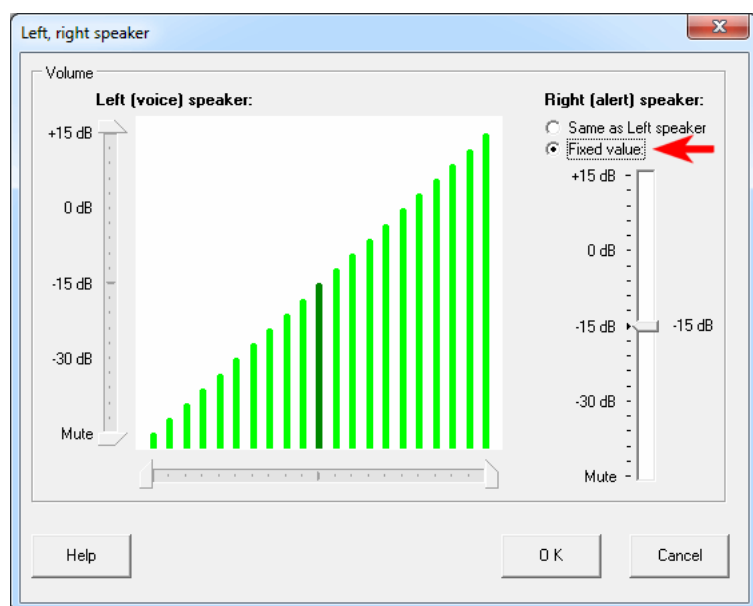 Left, right speaker
Volume
Left (voice) speaker:
+15 dB
0 dB
-15 dB
-30 dB
Mute
Right (alert) speaker:
Same as Left speaker
Fixed value:
+15 dB
0 dB
-15 dB
-15 dB
-30 dB
Mute
Help
OK
Cancel